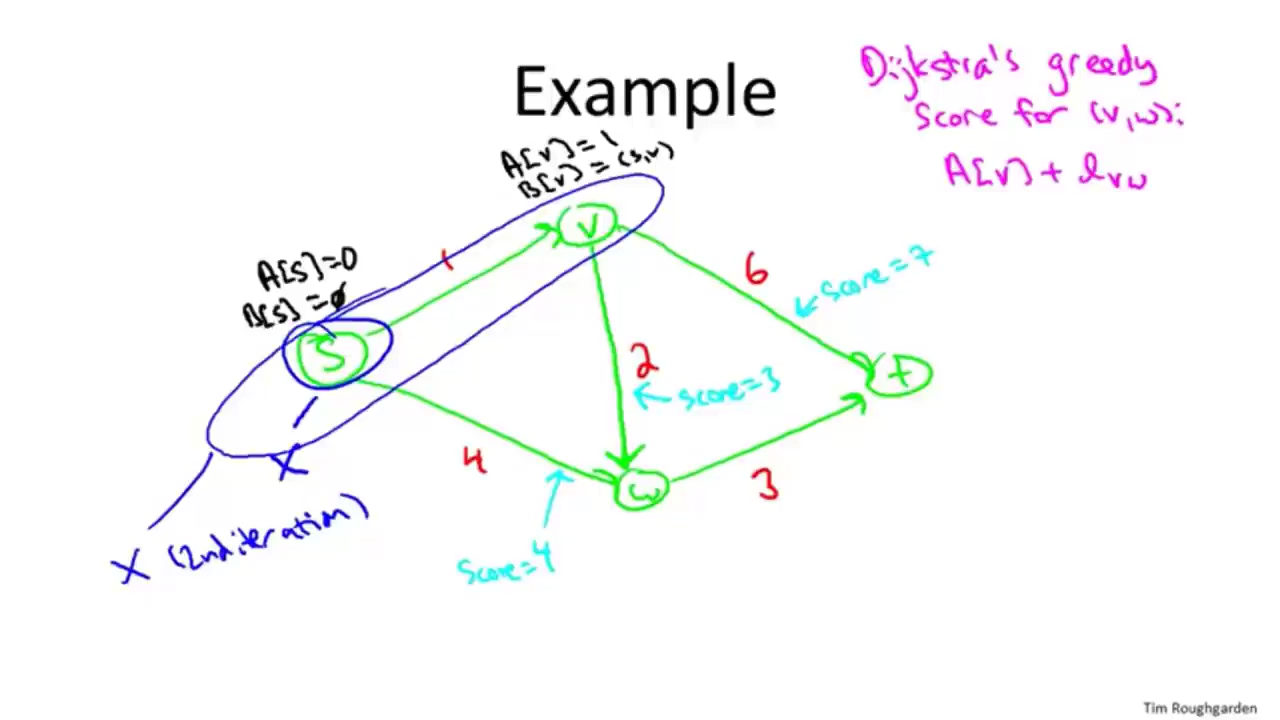 Example
Dijkstra's greedy
score for (v,w):
A[v] + lvw
A[v] = 1
B[v] = (s,v)
A[s]=0
B[s]=∅
1
v
6
score=7
s
2
score=3
t
4
w
3
X
X (2nd iteration)
score=4
Tim Roughgarden